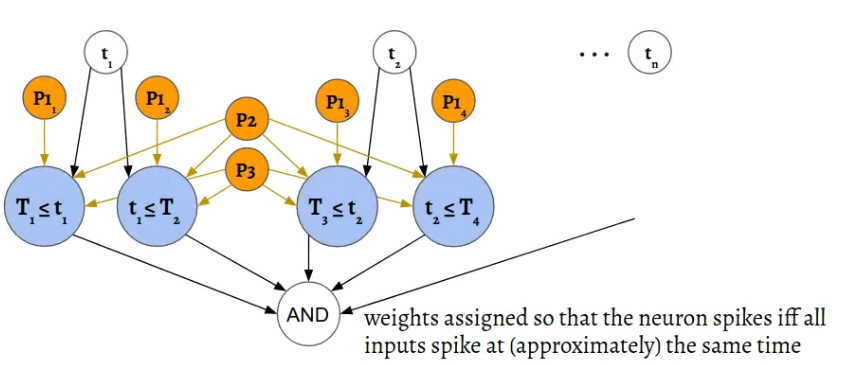 t₁
t₂
... tₙ
P1₁
P1₂
P2
P1₃
P1₄
P3
T₁ ≤ t₁
t₁ ≤ T₂
T₃ ≤ t₂
t₂ ≤ T₄
AND
weights assigned so that the neuron spikes iff all
inputs spike at (approximately) the same time